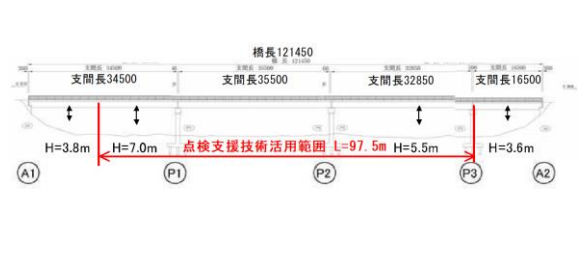 橋長121450
橋 長 121450
支間長34500 支間長35500 支間長32850 支間長16500
H=3.8m H=7.0m 点検支援技術活用範囲 L=97.5m H=5.5m H=3.6m
A1 P1 P2 P3 A2